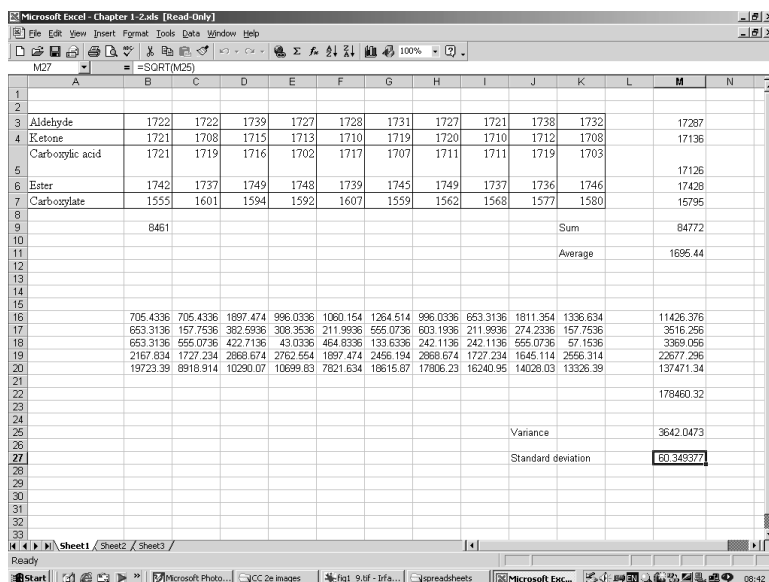 Microsoft Excel - Chapter 1-2.xls [Read-Only]
File Edit View Insert Format Tools Data Window Help
100%
M27 = =SQRT(M25)
A B C D E F G H I J K L M N
1
2
3 Aldehyde 1722 1722 1739 1727 1728 1731 1727 1721 1738 1732 17287
4 Ketone 1721 1708 1715 1713 1710 1719 1720 1710 1712 1708 17136
5 Carboxylic acid 1721 1719 1716 1702 1717 1707 1711 1711 1719 1703 17126
6 Ester 1742 1737 1749 1748 1739 1745 1749 1737 1736 1746 17428
7 Carboxylate 1555 1601 1594 1592 1607 1559 1562 1568 1577 1580 15795
8
9 8461 Sum 84772
10
11 Average 1695.44
12
13
14
15
16 705.4336 705.4336 1897.474 996.0336 1060.154 1264.514 996.0336 653.3136 1811.354 1336.634 11426.376
17 653.3136 157.7536 382.5936 308.3536 211.9936 555.0736 603.1936 211.9936 274.2336 157.7536 3516.256
18 653.3136 555.0736 422.7136 43.0336 464.8336 133.6336 242.1136 242.1136 555.0736 57.1536 3369.056
19 2167.834 1727.234 2868.674 2762.554 1897.474 2456.194 2868.674 1727.234 1645.114 2556.314 22677.296
20 19723.39 8918.914 10290.07 10699.83 7821.634 18615.87 17806.23 16240.95 14028.03 13326.39 137471.34
21
22 178460.32
23
24
25 Variance 3642.0473
26
27 Standard deviation 60.349377
28
29
30
31
32
33
Sheet1 / Sheet2 / Sheet3 /
Ready
Start Microsoft Photo... CC 2e images fig1_9.tif - Irfa... spreadsheets Microsoft Exc...